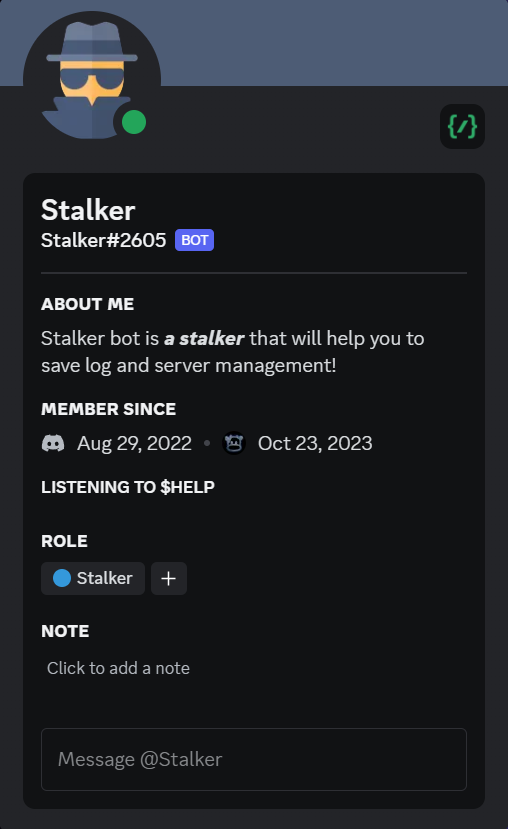 {/}
Stalker
Stalker#2605 BOT
ABOUT ME
Stalker bot is a stalker that will help you to
save log and server management!
MEMBER SINCE
Aug 29, 2022 • Oct 23, 2023
LISTENING TO $HELP
ROLE
Stalker +
NOTE
Click to add a note
Message @Stalker